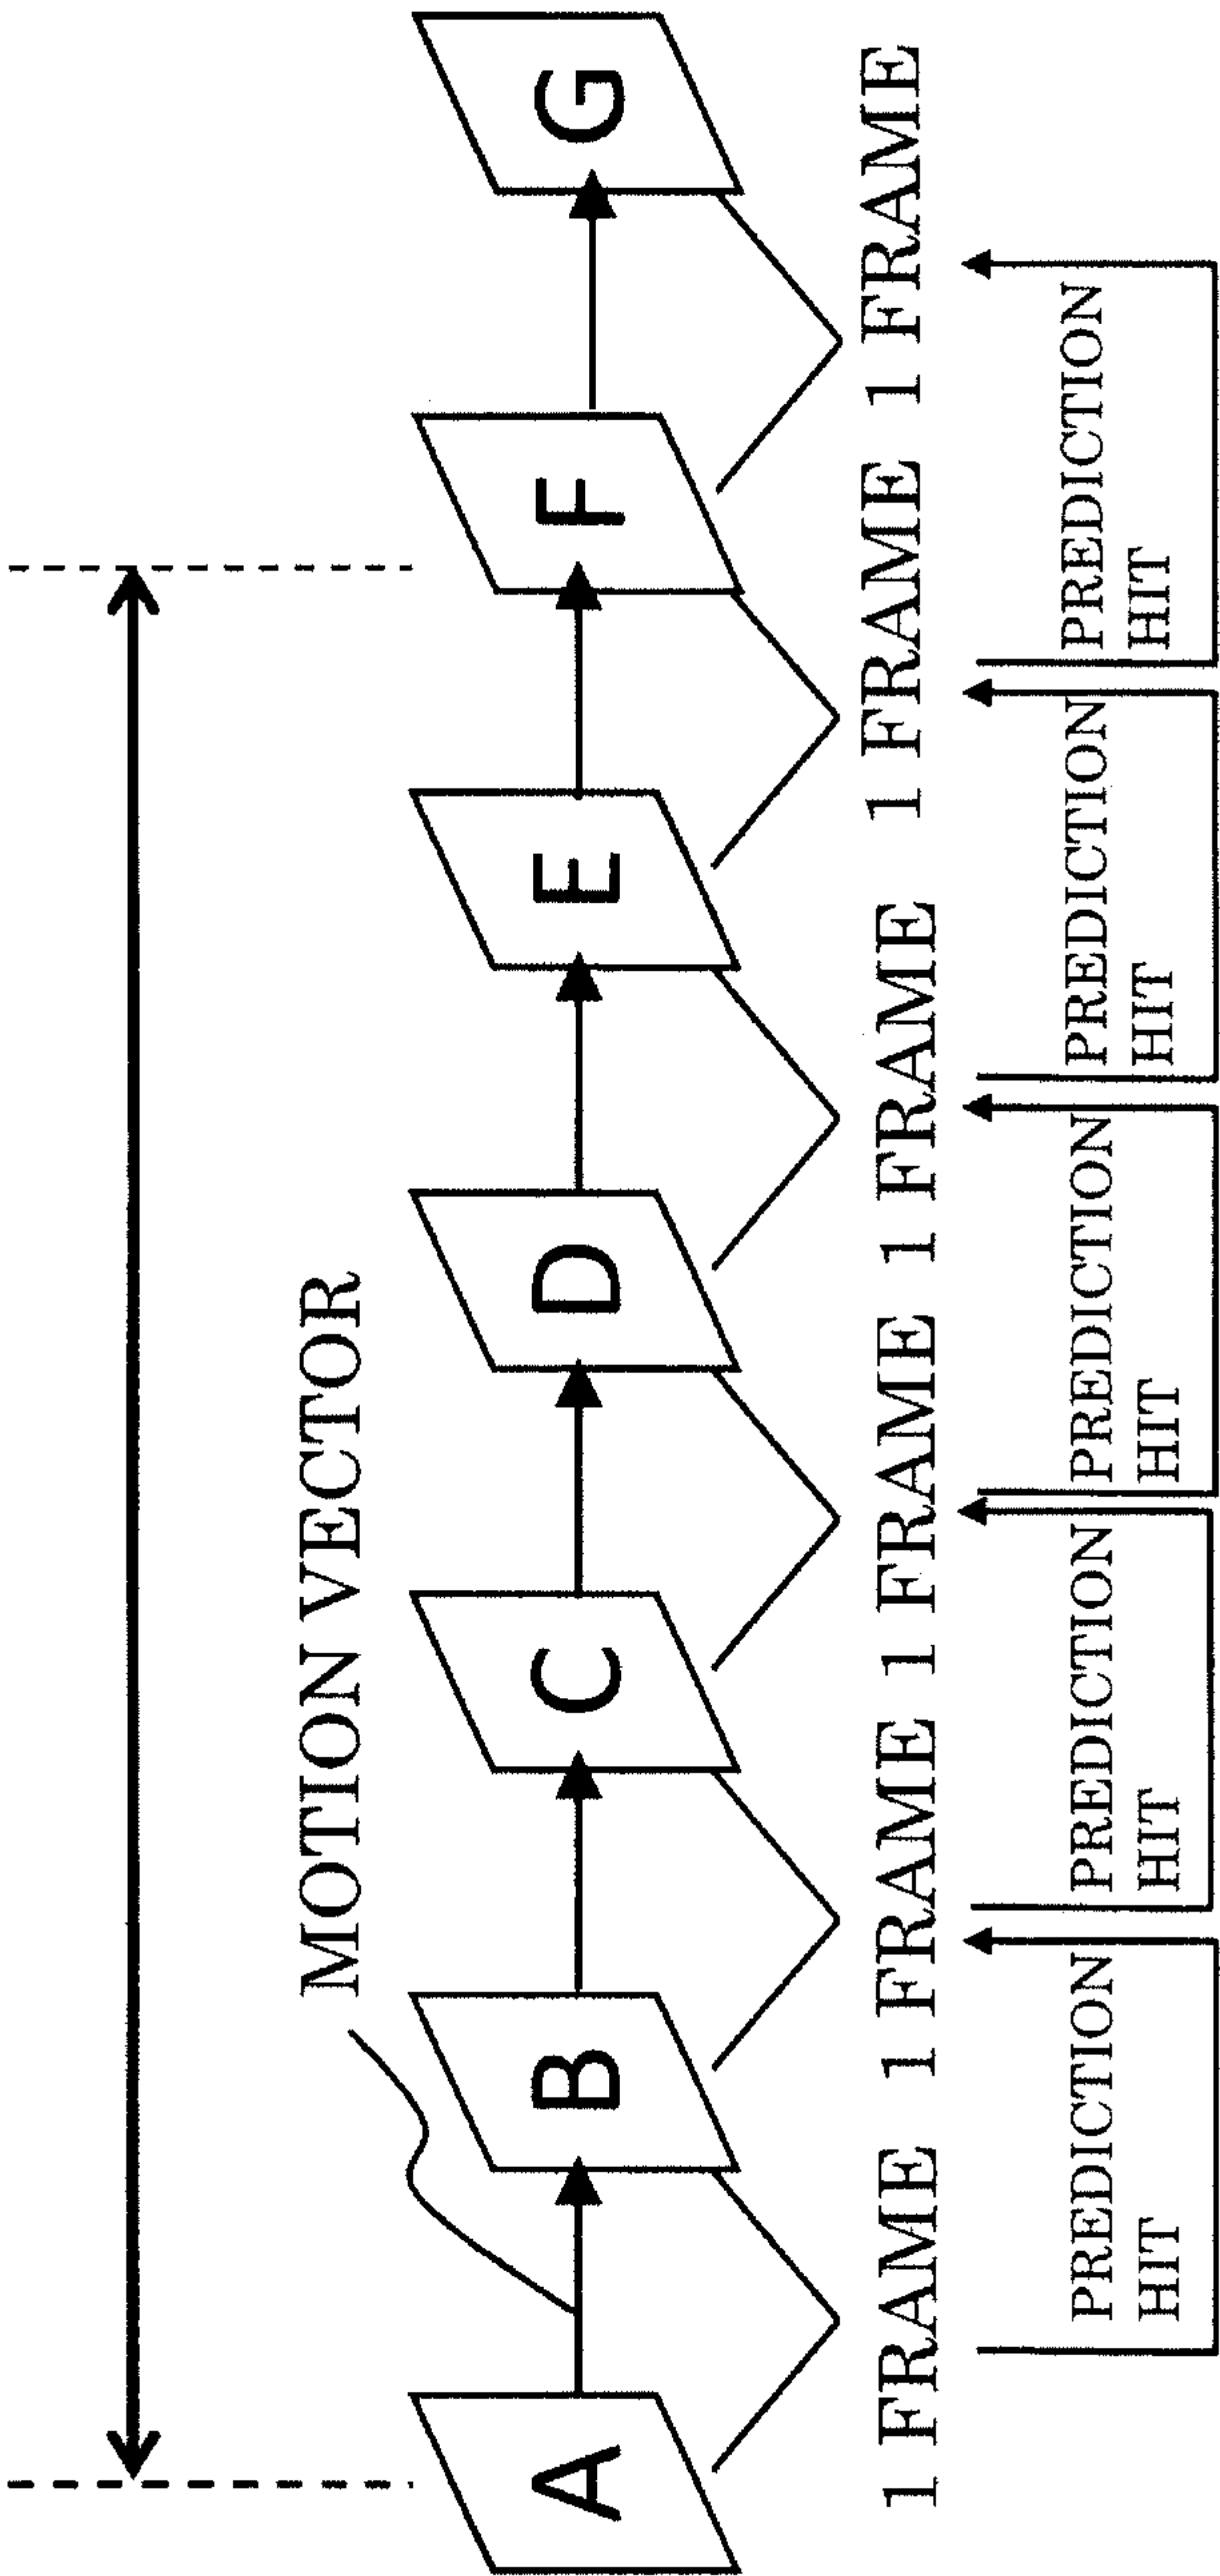 MOTION VECTOR
A
B
C
D
E
F
G
1 FRAME 1 FRAME 1 FRAME 1 FRAME 1 FRAME 1 FRAME
PREDICTION
HIT
PREDICTION
HIT
PREDICTION
HIT
PREDICTION
HIT
PREDICTION
HIT